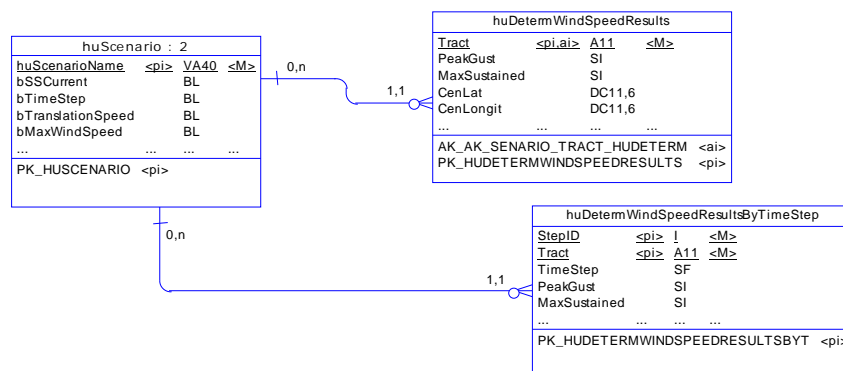 huScenario : 2
huScenarioName <pi> VA40 <M>
bSSCurrent BL
bTimeStep BL
bTranslationSpeed BL
bMaxWindSpeed BL
... ... ... ...
PK_HUSCENARIO <pi>
0,n
1,1
huDetermWindSpeedResults
Tract <pi,ai> A11 <M>
PeakGust SI
MaxSustained SI
CenLat DC11,6
CenLongit DC11,6
... ... ... ...
AK_AK_SENARIO_TRACT_HUDETERM <ai>
PK_HUDETERMWINDSPEEDRESULTS <pi>
0,n
1,1
huDetermWindSpeedResultsByTimeStep
StepID <pi> I <M>
Tract <pi> A11 <M>
TimeStep SF
PeakGust SI
MaxSustained SI
... ... ... ...
PK_HUDETERMWINDSPEEDRESULTSBYT <pi>